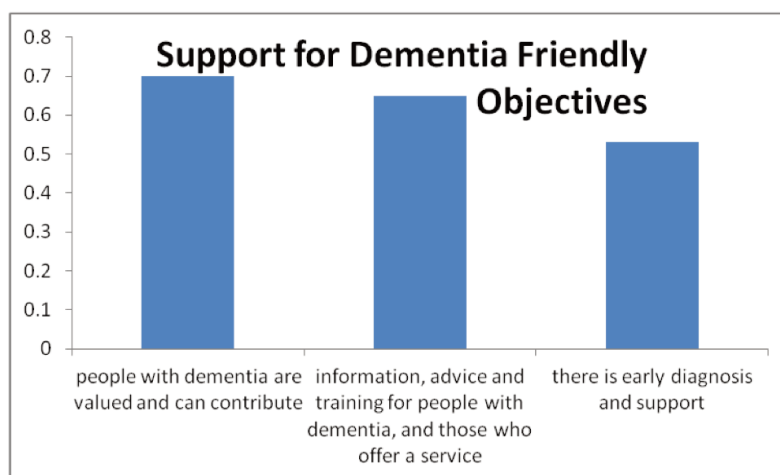 Support for Dementia Friendly
Objectives
0.8
0.7
0.6
0.5
0.4
0.3
0.2
0.1
0
people with dementia are
valued and can contribute
information, advice and
training for people with
dementia, and those who
offer a service
there is early diagnosis
and support